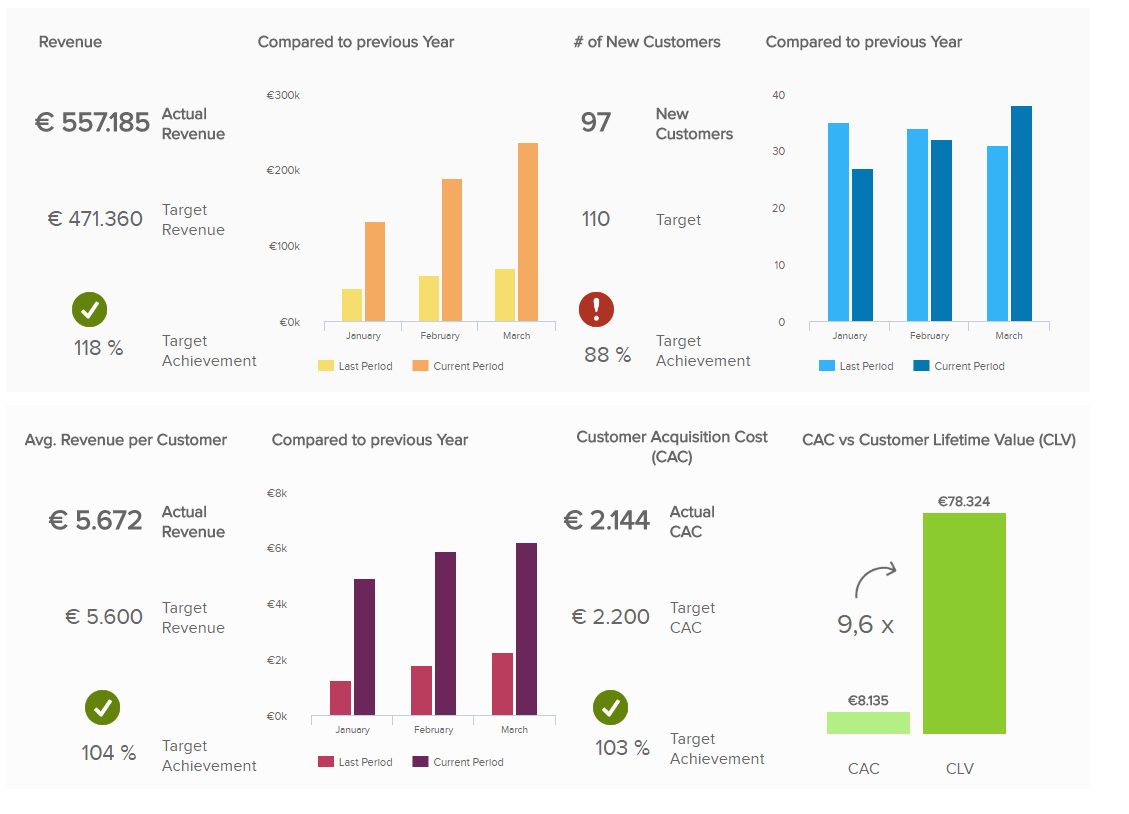 Revenue
Compared to previous Year
€ 557.185
Actual
Revenue
€ 471.360
Target
Revenue
118 %
Target
Achievement
€300k
€200k
€100k
€0k
January
February
March
Last Period
Current Period
# of New Customers
Compared to previous Year
97
New
Customers
110
Target
88 %
Target
Achievement
40
30
20
10
0
January
February
March
Last Period
Current Period
Avg. Revenue per Customer
Compared to previous Year
€ 5.672
Actual
Revenue
€ 5.600
Target
Revenue
104 %
Target
Achievement
€8k
€6k
€4k
€2k
€0k
January
February
March
Last Period
Current Period
Customer Acquisition Cost
(CAC)
€ 2.144
Actual
CAC
€ 2.200
Target
CAC
103 %
Target
Achievement
CAC vs Customer Lifetime Value (CLV)
€78.324
9,6 x
€8.135
CAC
CLV